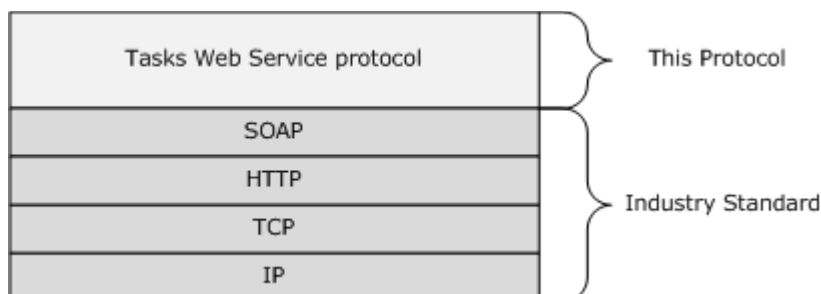 Tasks Web Service protocol
This Protocol
SOAP
HTTP
Industry Standard
TCP
IP